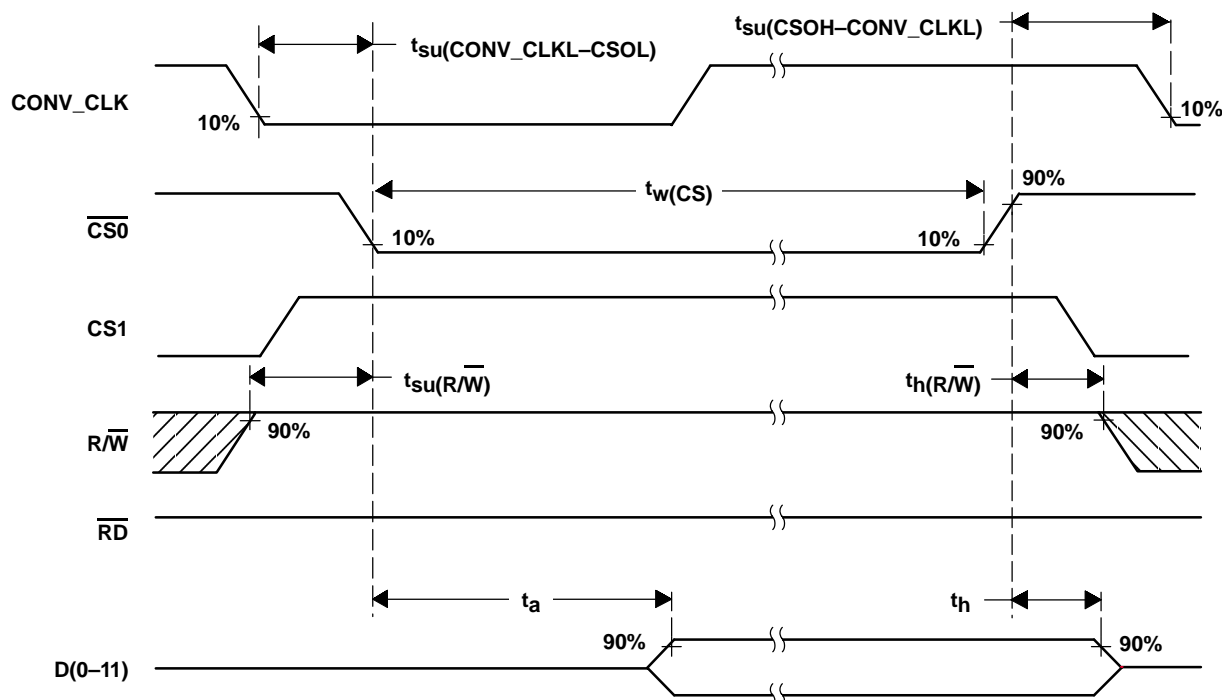 tsu(CONV_CLKL–CSOL)
tsu(CSOH–CONV_CLKL)
CONV_CLK
10%
10%
tw(CS)
90%
CS0
10%
10%
CS1
tsu(R/W)
th(R/W)
R/W
90%
90%
RD
ta
th
90%
90%
D(0–11)